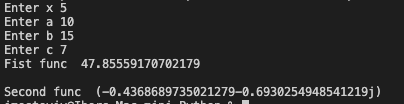 Enter x 5
Enter a 10
Enter b 15
Enter c 7
Fist func  47.85559170702179

Second func  (-0.4368689735021279-0.6930254948541219j)